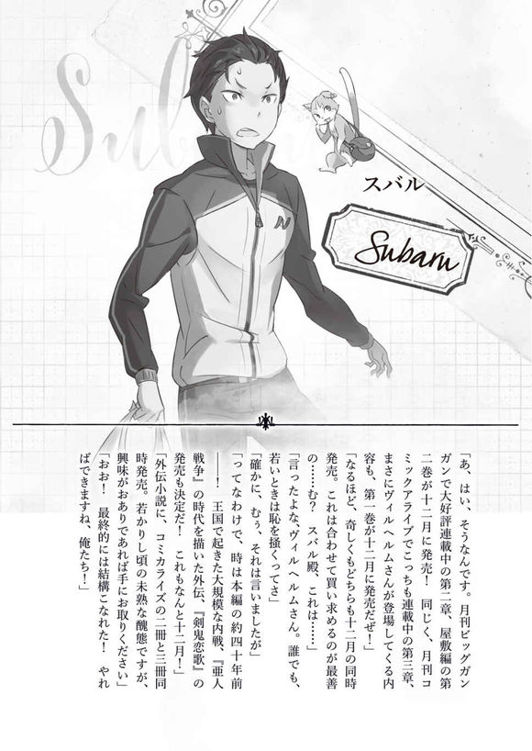 Subaru
スバル
Subaru
「あ、はい、そうなんです。月刊ビッグガン
ガンで大好評連載中の第二章、屋敷編の第
二巻が十二月に発売！　同じく、月刊コ
ミックアライブでこっちも連載中の第三章、
まさにヴィルヘルムさんが登場してくる内
容も、第一巻が十二月に発売だぜ！」
「なるほど、奇しくもどちらも十二月の同時
発売。これは合わせて買い求めるのが最善
の……む？　スバル殿、これは……」
「言ったよな、ヴィルヘルムさん。誰でも、
若いときは恥を掻くってさ」
「確かに、むぅ、それは言いましたが」
「ってなわけで、時は本編の約四十年前
――！　王国で起きた大規模な内戦、『亜人
戦争』の時代を描いた外伝、『剣鬼恋歌』の
発売も決定だ！　これもなんと十二月！」
「外伝小説に、コミカライズの二冊と三冊同
時発売。若かりし頃の未熟な醜態ですが、
興味がおありであれば手にお取りください」
「おお！　最終的には結構こなれた！　やれ
ばできますね、俺たち！」